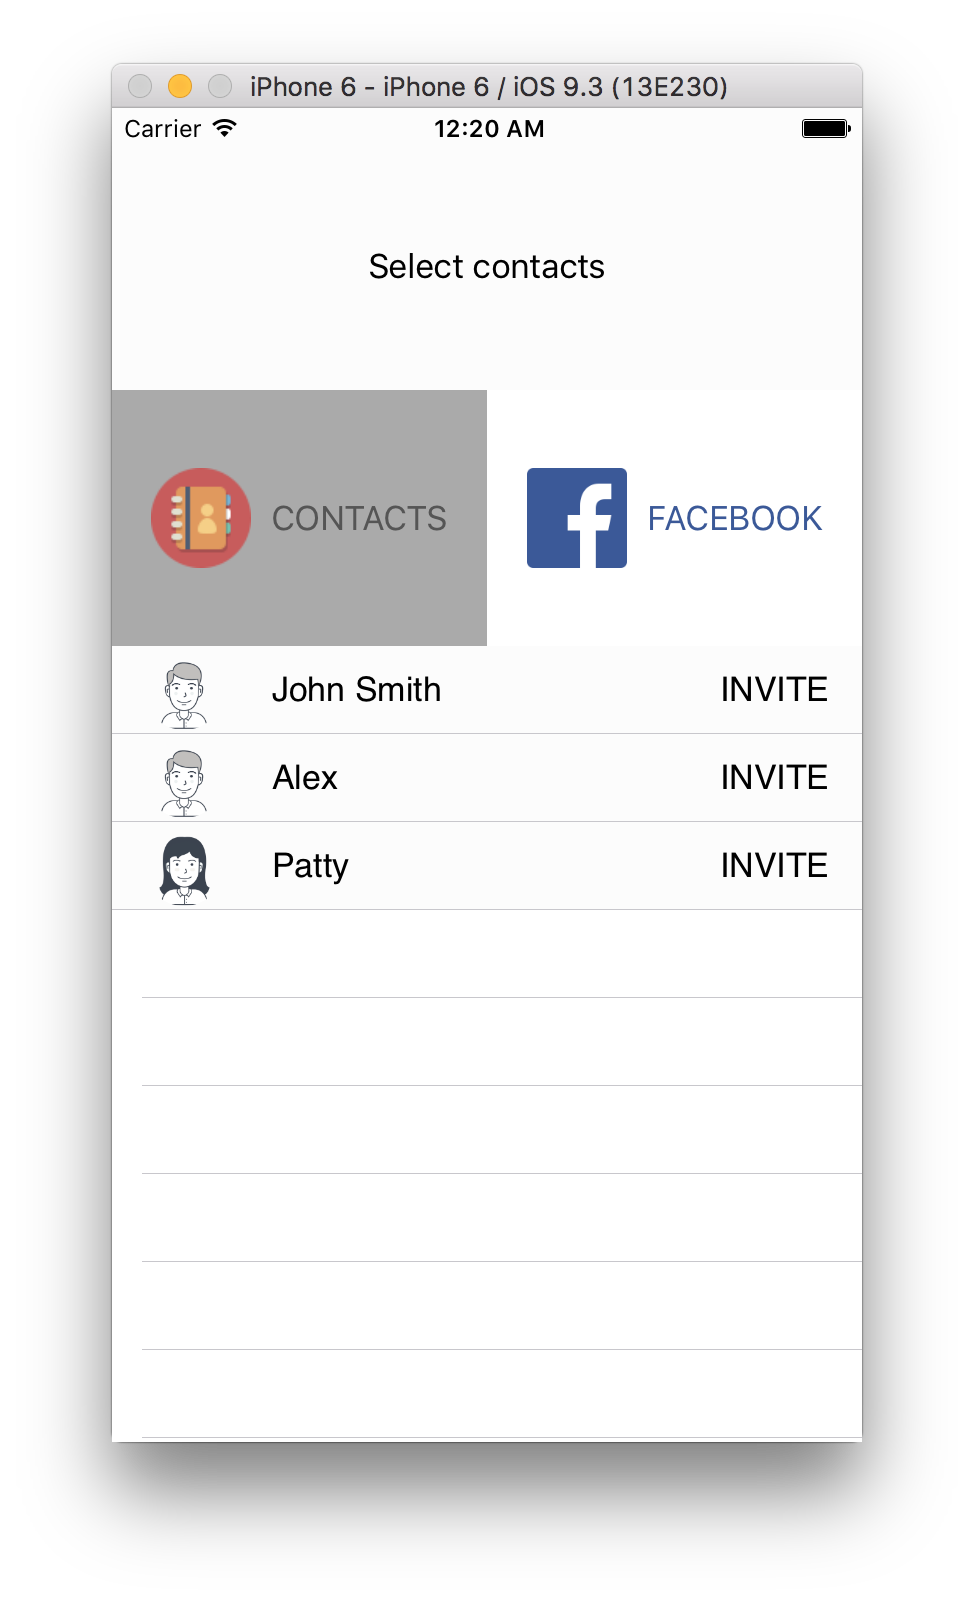 iPhone 6 - iPhone 6 / iOS 9.3 (13E230)
Carrier 12:20 AM
Select contacts
CONTACTS f FACEBOOK
John Smith INVITE
Alex INVITE
Patty INVITE